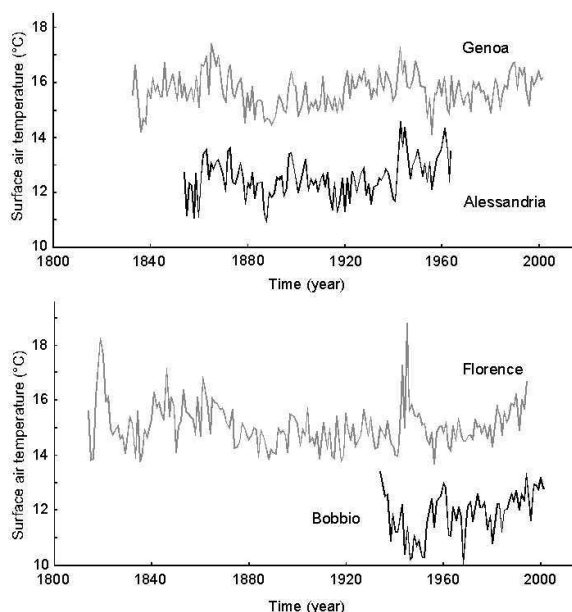 Surface air temperature (°C)
18
16
14
12
10
Genoa
Alessandria
1800 1840 1880 1920 1960 2000
Time (year)
Surface air temperature (°C)
18
16
14
12
10
Florence
Bobbio
1800 1840 1880 1920 1960 2000
Time (year)